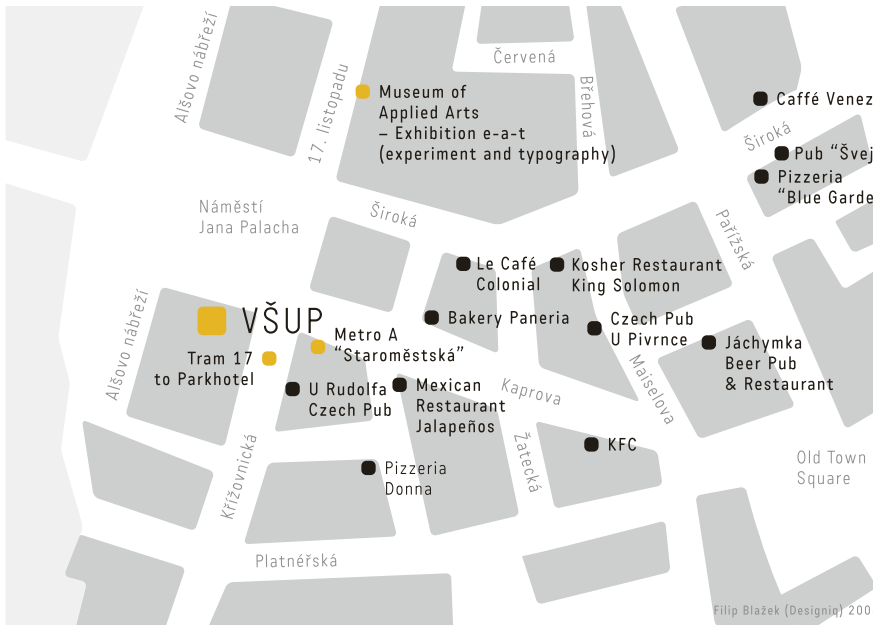 Alšovo nábřeží
17. listopadu
Červená
Břehová
Museum of
Applied Arts
– Exhibition e-a-t
(experiment and typography)
Caffé Venez
Široká
Pub “Švej
Pizzeria
“Blue Garde
Náměstí
Jana Palacha
Široká
Pařížská
Le Café
Colonial
Kosher Restaurant
King Solomon
Alšovo nábřeží
VŠUP
Bakery Paneria
Czech Pub
U Pivrnce
Metro A
“Staroměstská”
Tram 17
to Parkhotel
Jáchymka
Beer Pub
& Restaurant
U Rudolfa
Czech Pub
Mexican
Restaurant
Jalapeños
Kaprova
Maiselova
Křížovnická
Žatecká
KFC
Pizzeria
Donna
Old Town
Square
Platnéřská
Filip Blažek (Designiq) 200